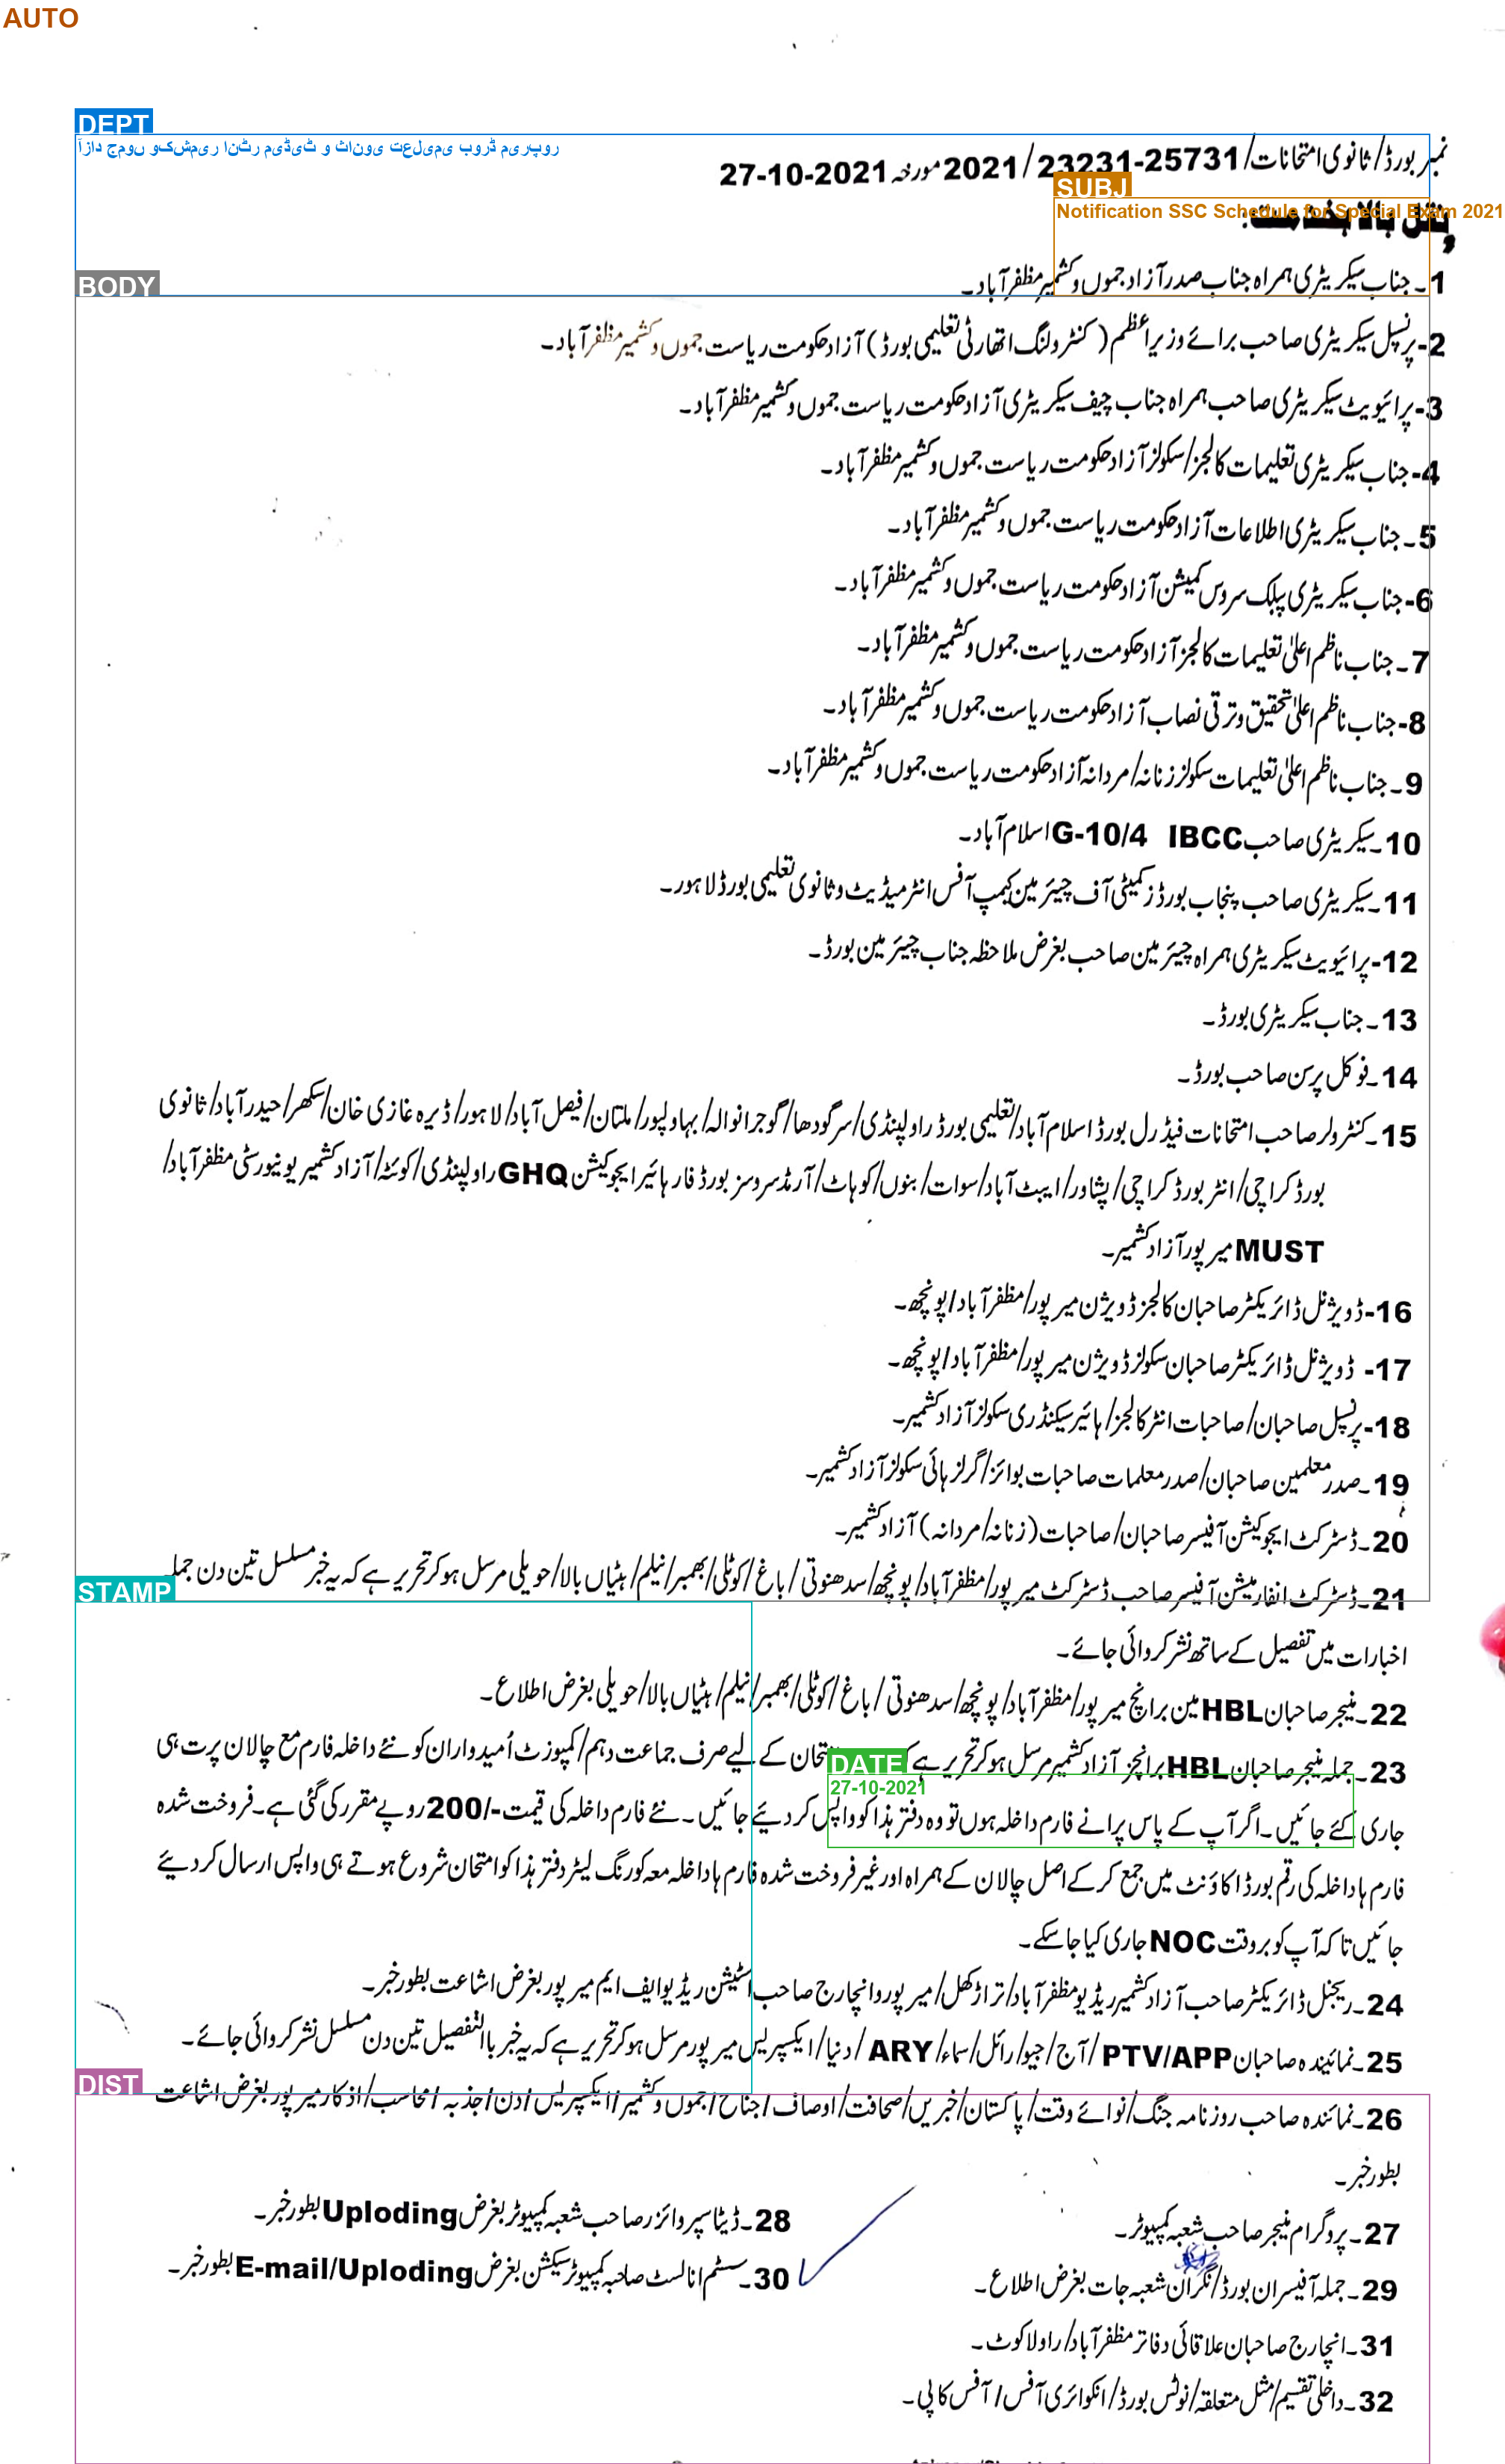 AUTO
DEPT
آزاد جموں وکشمیر انٹر میڈیٹ و ثانوی تعلیمی بورڈ میرپور
نمبر بورڈ/ثانوی امتحانات/23231-25731/2021 مورخہ 27-10-2021
SUBJ
Notification SSC Schedule for Special Exam 2021
نقل بالا بخدمت:
BODY
1۔ جناب سیکریٹری ہمراہ جناب صدر آزاد جموں وکشمیر مظفرآباد۔
2-پرنسپل سیکریٹری صاحب برائے وزیراعظم (کنٹرولنگ اتھارٹی تعلیمی بورڈ) آزاد حکومت ریاست جموں وکشمیر مظفرآباد۔
3-پرائیویٹ سیکریٹری صاحب ہمراہ جناب چیف سیکریٹری آزاد حکومت ریاست جموں وکشمیر مظفرآباد۔
4-جناب سیکریٹری تعلیمات کالجز/سکولز آزاد حکومت ریاست جموں وکشمیر مظفرآباد۔
5۔ جناب سیکریٹری اطلاعات آزاد حکومت ریاست جموں وکشمیر مظفرآباد۔
6-جناب سیکریٹری پبلک سروس کمیشن آزاد حکومت ریاست جموں وکشمیر مظفرآباد۔
7۔ جناب ناظم اعلیٰ تعلیمات کالجز آزاد حکومت ریاست جموں وکشمیر مظفرآباد۔
8-جناب ناظم اعلیٰ تحقیق و ترقی نصاب آزاد حکومت ریاست جموں وکشمیر مظفرآباد۔
9۔ جناب ناظم اعلیٰ تعلیمات سکولز زنانہ/مردانہ آزاد حکومت ریاست جموں وکشمیر مظفرآباد۔
10۔سیکریٹری صاحب IBCC G-10/4 اسلام آباد۔
11۔سیکریٹری صاحب پنجاب بورڈز کمیٹی آف چیئرمین کیمپ آفس انٹرمیڈیٹ وثانوی تعلیمی بورڈ لاہور۔
12-پرائیویٹ سیکریٹری ہمراہ چیئرمین صاحب بغرض ملاحظہ جناب چیئرمین بورڈ۔
13۔ جناب سیکریٹری بورڈ۔
14۔فوکل پرسن صاحب بورڈ۔
15۔کنٹرولر صاحب امتحانات فیڈرل بورڈ اسلام آباد/تعلیمی بورڈ راولپنڈی/سرگودھا/گوجرانوالہ/بہاولپور/ملتان/فیصل آباد/لاہور/ڈیرہ غازی خان/سکھر/حیدرآباد/ثانوی
بورڈ کراچی/انٹر بورڈ کراچی/پشاور/ایبٹ آباد/سوات/بنوں/کوہاٹ/آرمڈ سروسز بورڈ فار ہائیر ایجوکیشن GHQ راولپنڈی/کوئٹہ/آزاد کشمیر یونیورسٹی مظفرآباد/
MUST میرپور آزاد کشمیر۔
16-ڈویژنل ڈائریکٹر صاحبان کالجز ڈویژن میرپور/مظفرآباد/پونچھ۔
17- ڈویژنل ڈائریکٹر صاحبان سکولز ڈویژن میرپور/مظفرآباد/پونچھ۔
18-پرنسپل صاحبان/صاحبات انٹر کالجز/ہائیر سیکنڈری سکولز آزاد کشمیر۔
19۔صدر معلمین صاحبان/صدر معلمات صاحبات بوائز/گرلز ہائی سکولز آزاد کشمیر۔
20۔ڈسٹرکٹ ایجوکیشن آفیسر صاحبان/صاحبات (زنانہ/مردانہ) آزاد کشمیر۔
21۔ڈسٹرکٹ انفارمیشن آفیسر صاحب ڈسٹرکٹ میرپور/مظفرآباد/پونچھ/سدھنوتی/باغ/کوٹلی/بھمبر/نیلم/ہٹیاں بالا/حویلی مرسل ہو کر تحریر ہے کہ یہ خبر مسلسل تین دن جملہ
STAMP
اخبارات میں تفصیل کے ساتھ نشر کروائی جائے۔
22۔منیجر صاحبان HBL مین برانچ میرپور/مظفرآباد/پونچھ/سدھنوتی/باغ/کوٹلی/بھمبر/نیلم/ہٹیاں بالا/حویلی بغرض اطلاع۔
23۔جملہ منیجر صاحبان HBL برانچز آزاد کشمیر مرسل ہو کر تحریر ہے امتحان کے لیے صرف جماعت دہم/کمپوزٹ اُمیدواران کو نئے داخلہ فارم مع چالان پرت ہی
DATE
27-10-2021
جاری کئے جائیں۔اگر آپ کے پاس پرانے فارم داخلہ ہوں تو وہ دفتر ہذا کو واپس کر دیئے جائیں۔نئے فارم داخلہ کی قیمت -/200 روپے مقرر کی گئی ہے۔فروخت شدہ
فارم ہا داخلہ کی رقم بورڈ اکاؤنٹ میں جمع کر کے اصل چالان کے ہمراہ اور غیر فروخت شدہ فارم ہا داخلہ معہ کورنگ لیٹر دفتر ہذا کو امتحان شروع ہوتے ہی واپس ارسال کر دیئے
جائیں تاکہ آپ کو بروقت NOC جاری کیا جا سکے۔
24۔ریجنل ڈائریکٹر صاحب آزاد کشمیر ریڈیو مظفرآباد/تراڑکھل/میرپور و انچارج صاحب اسٹیشن ریڈیو ایف ایم میرپور بغرض اشاعت بطور خبر۔
25۔نمائیندہ صاحبان PTV/APP/آج/جیو/رائل/سماء/ARY/دنیا/ایکسپریس میرپور مرسل ہو کر تحریر ہے کہ یہ خبر باالتفصیل تین دن مسلسل نشر کروائی جائے۔
DIST
26۔نمائندہ صاحب روزنامہ جنگ/نوائے وقت/پاکستان/خبریں/صحافت/اوصاف/جناح/جموں وکشمیر/ایکسپریس/دن/جذبہ/محاسب/اذکار میرپور بغرض اشاعت
بطور خبر۔
27۔پروگرام منیجر صاحب شعبہ کمپیوٹر۔
28۔ڈیٹا سپروائزر صاحب شعبہ کمپیوٹر بغرض Uploding بطور خبر۔
29۔جملہ آفیسران بورڈ/نگران شعبہ جات بغرض اطلاع۔
30۔سسٹم انالسٹ صاحبہ کمپیوٹر سیکشن بغرض E-mail/Uploding بطور خبر۔
31۔انچارج صاحبان علاقائی دفاتر مظفرآباد/راولاکوٹ۔
32۔داخلی تقسیم/مثل متعلقہ/نوٹس بورڈ/انکوائری آفس/آفس کاپی۔